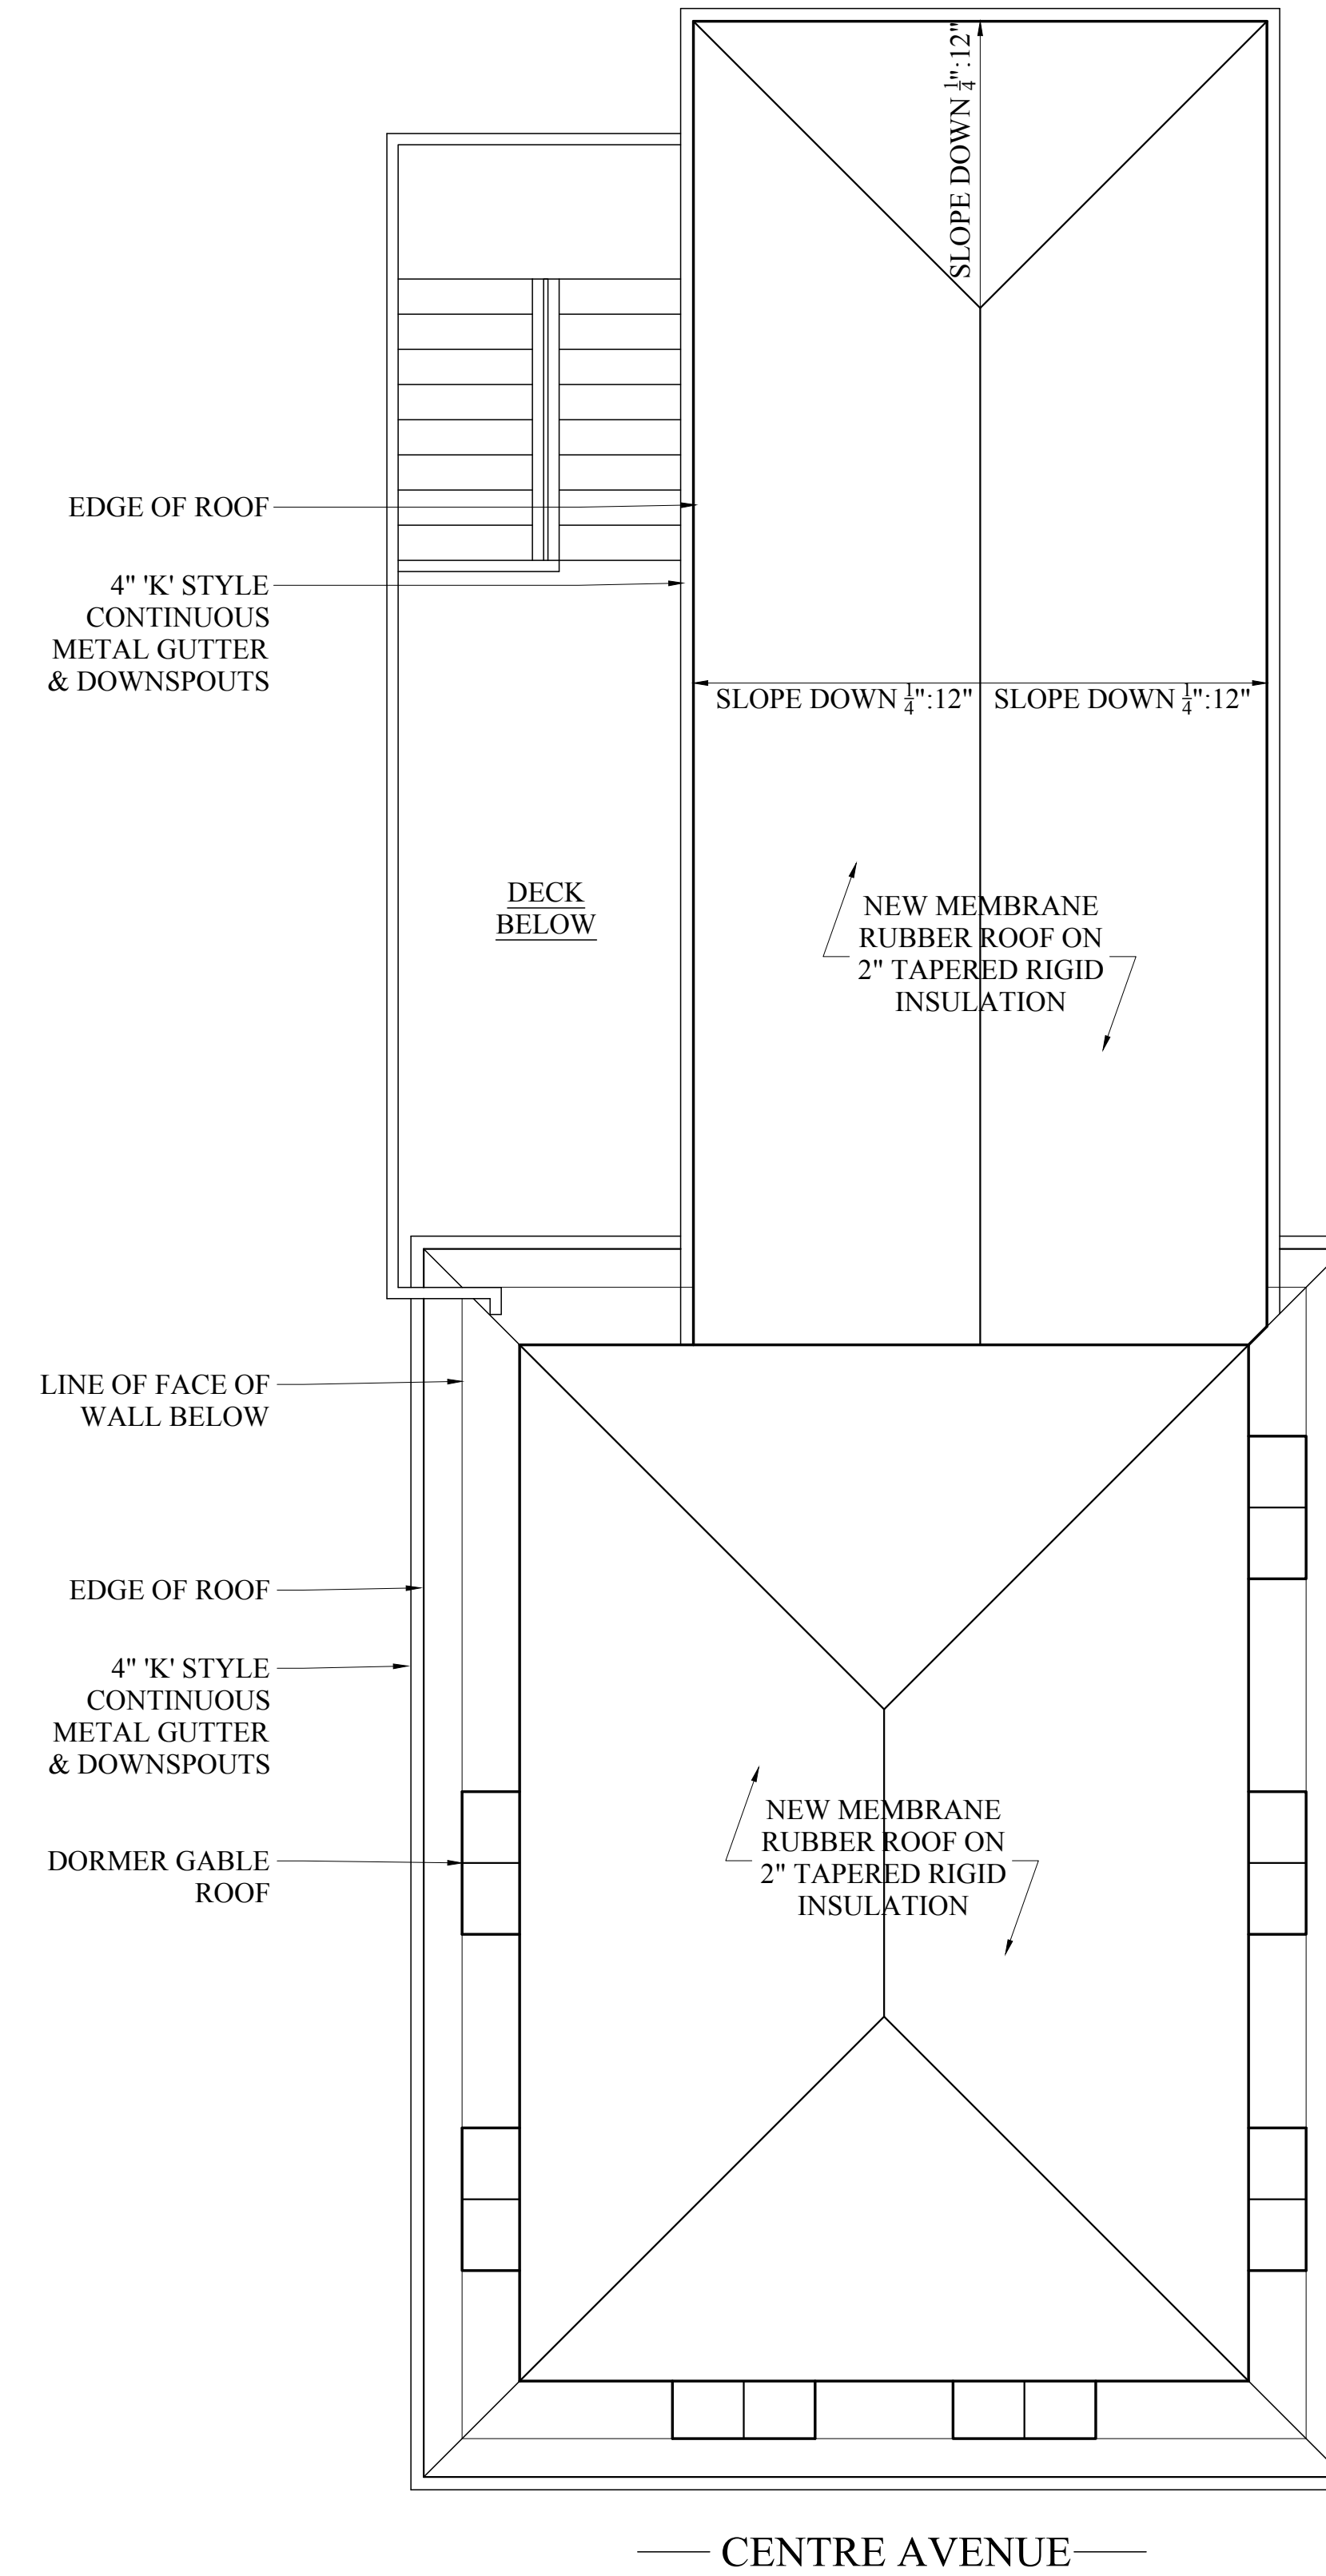 SLOPE DOWN 1/4":12"
EDGE OF ROOF
4" 'K' STYLE
CONTINUOUS
METAL GUTTER
& DOWNSPOUTS
SLOPE DOWN 1/4":12"
SLOPE DOWN 1/4":12"
DECK
BELOW
NEW MEMBRANE
RUBBER ROOF ON
2" TAPERED RIGID
INSULATION
LINE OF FACE OF
WALL BELOW
EDGE OF ROOF
4" 'K' STYLE
CONTINUOUS
METAL GUTTER
& DOWNSPOUTS
NEW MEMBRANE
RUBBER ROOF ON
2" TAPERED RIGID
INSULATION
DORMER GABLE
ROOF
CENTRE AVENUE